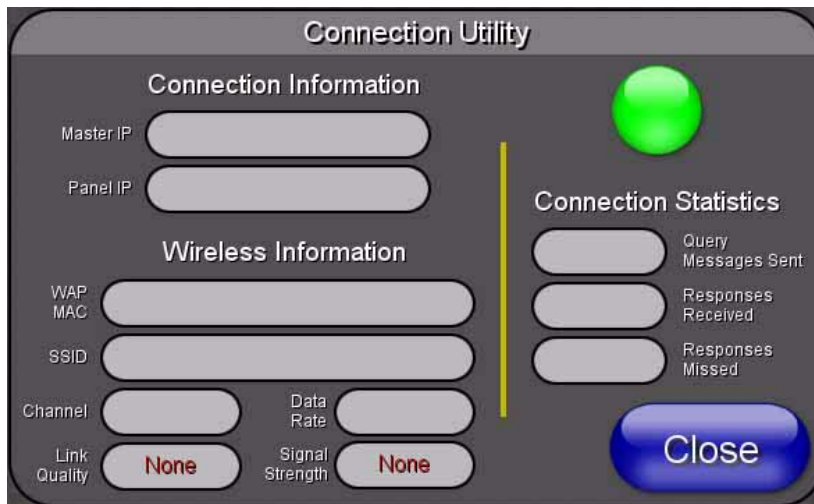 Connection Utility
Connection Information
Master IP
Panel IP
Wireless Information
WAP
MAC
SSID
Channel
Data
Rate
Link
Quality
None
Signal
Strength
None
Connection Statistics
Query
Messages Sent
Responses
Received
Responses
Missed
Close